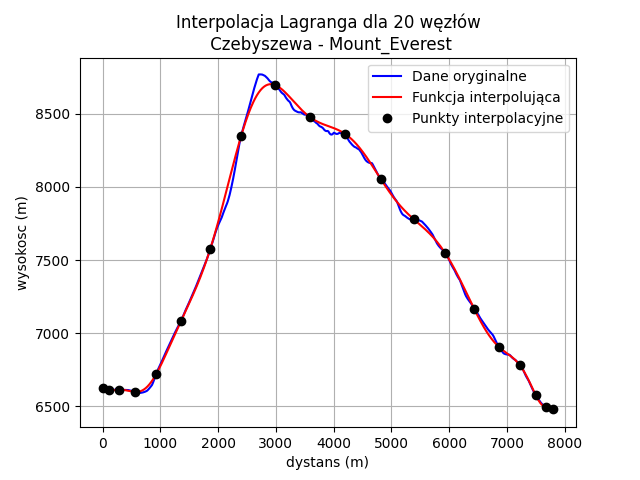 Interpolacja Lagranga dla 20 węzłów
Czebyszewa - Mount_Everest
Dane oryginalne
Funkcja interpolująca
Punkty interpolacyjne
wysokosc (m)
8500
8000
7500
7000
6500
0 1000 2000 3000 4000 5000 6000 7000 8000
dystans (m)